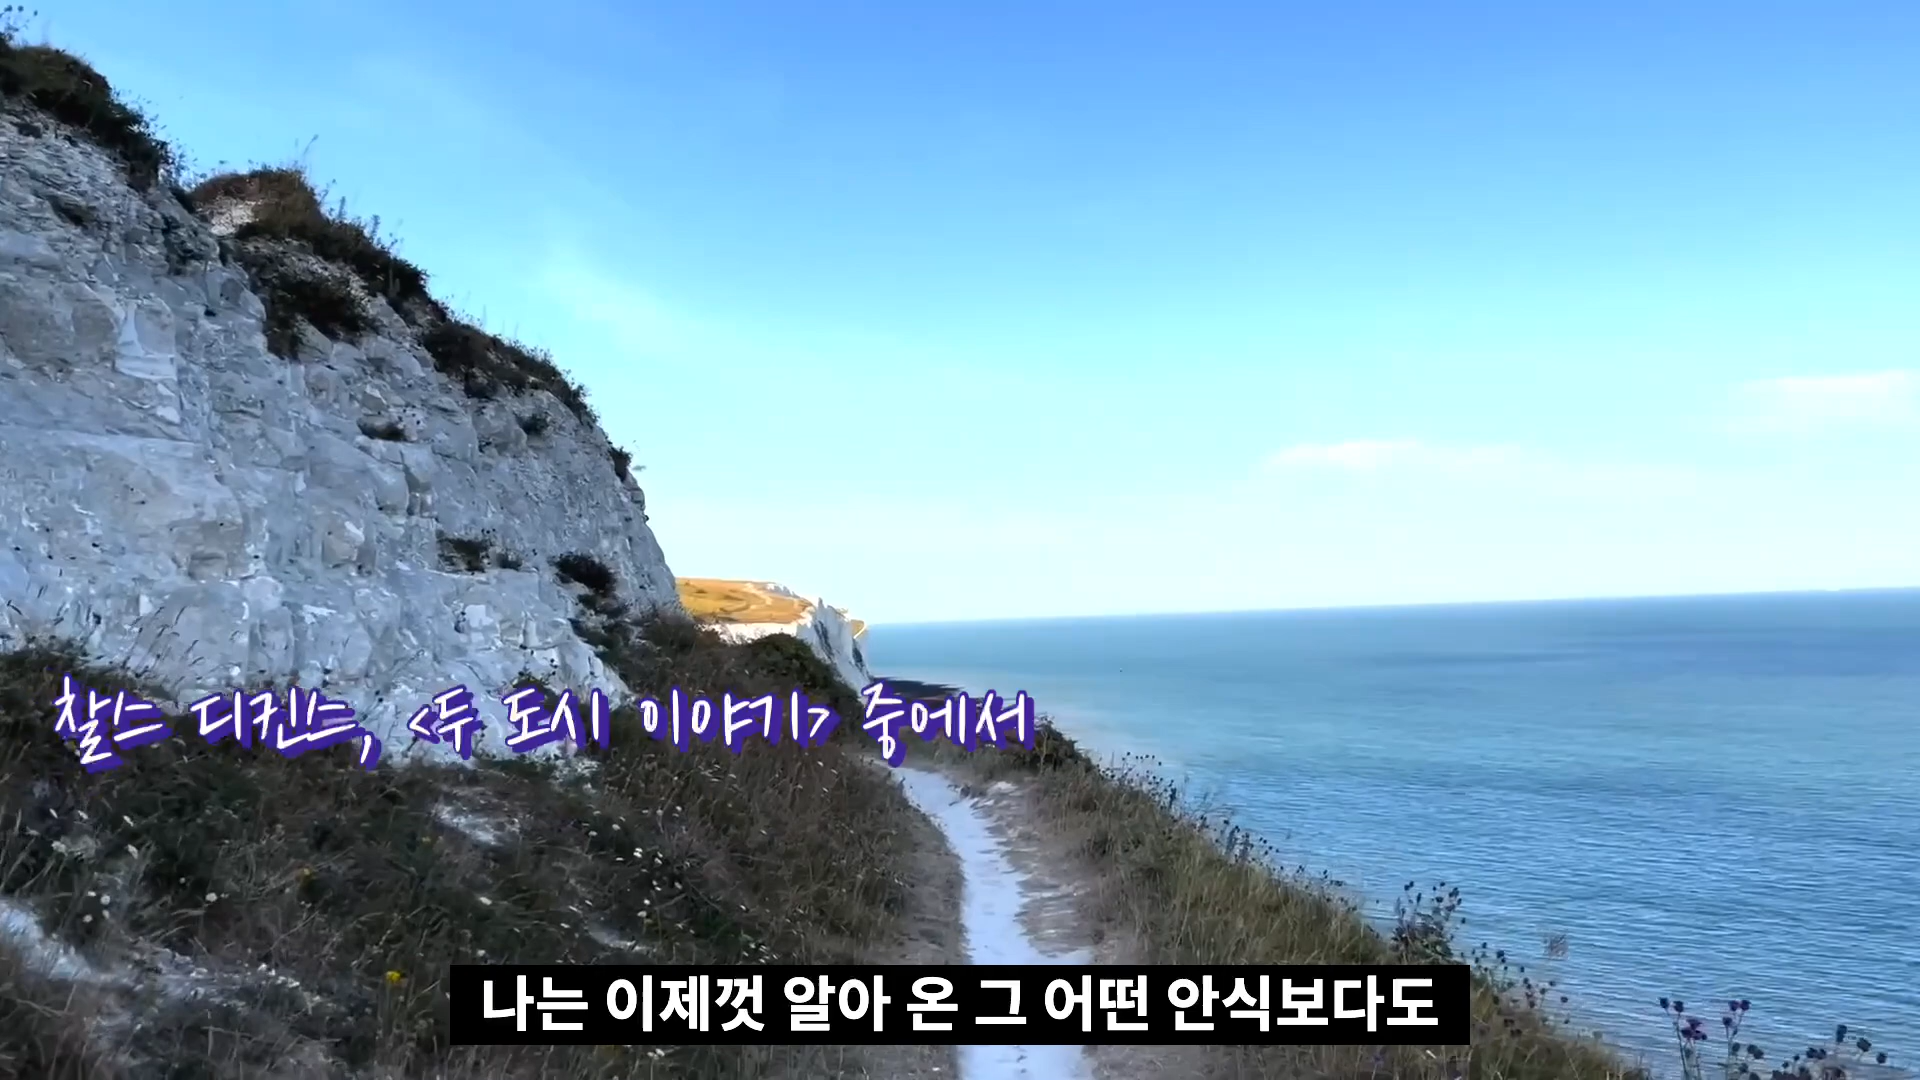 찰스 디킨스, <두 도시 이야기> 중에서
나는 이제껏 알아 온 그 어떤 안식보다도